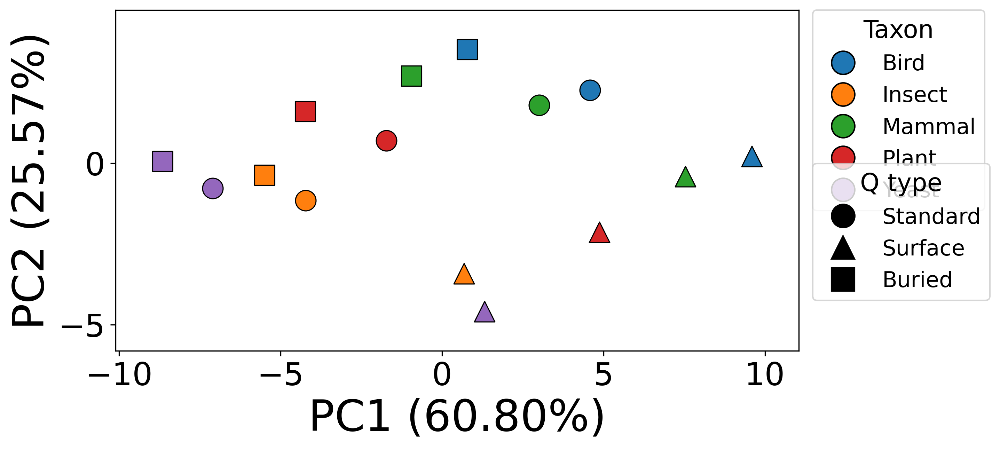 PC2 (25.57%)
0
−5
−10
−5
0
5
10
PC1 (60.80%)
Taxon
Bird
Insect
Mammal
Plant
Yeast
Q type
Standard
Surface
Buried